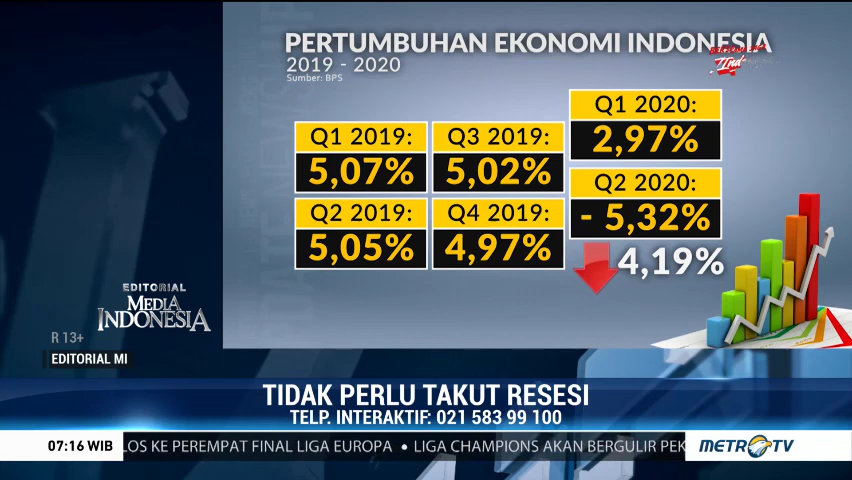 PERTUMBUHAN EKONOMI INDONESIA
2019 - 2020
Sumber: BPS
Q1 2019:
5,07%
Q2 2019:
5,05%
Q3 2019:
5,02%
Q4 2019:
4,97%
Q1 2020:
2,97%
Q2 2020:
- 5,32%
4,19%
EDITORIAL
MEDIA
INDONESIA
R 13+
EDITORIAL MI
TIDAK PERLU TAKUT RESESI
TELP. INTERAKTIF: 021 583 99 100
07:16 WIB
LOS KE PEREMPAT FINAL LIGA EUROPA • LIGA CHAMPIONS AKAN BERGULIR PEK
METRO TV